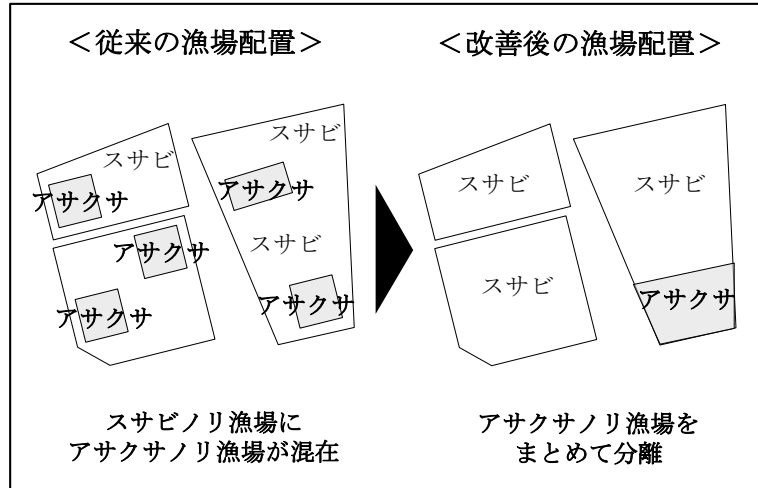 ＜従来の漁場配置＞
スサビ
アサクサ
アサクサ
アサクサ
スサビ
アサクサ
スサビ
アサクサ
スサビノリ漁場に
アサクサノリ漁場が混在
＜改善後の漁場配置＞
スサビ
スサビ
スサビ
アサクサ
アサクサノリ漁場を
まとめて分離